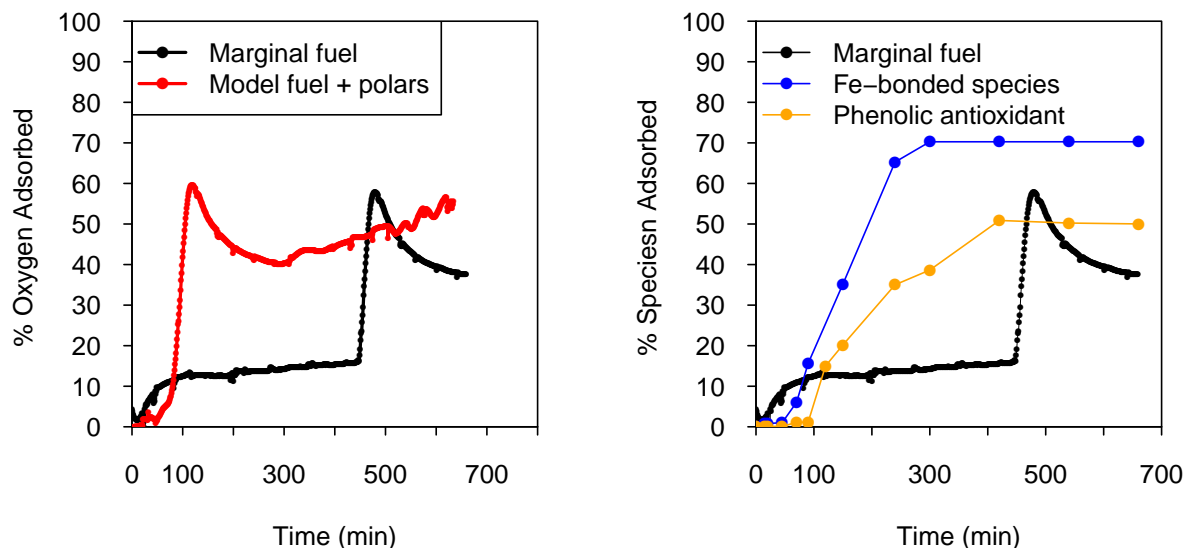 % Oxygen Adsorbed
100
90
80
70
60
50
40
30
20
10
0
Marginal fuel
Model fuel + polars
0 100 300 500 700
Time (min)
% Speciesn Adsorbed
100
90
80
70
60
50
40
30
20
10
0
Marginal fuel
Fe−bonded species
Phenolic antioxidant
0 100 300 500 700
Time (min)